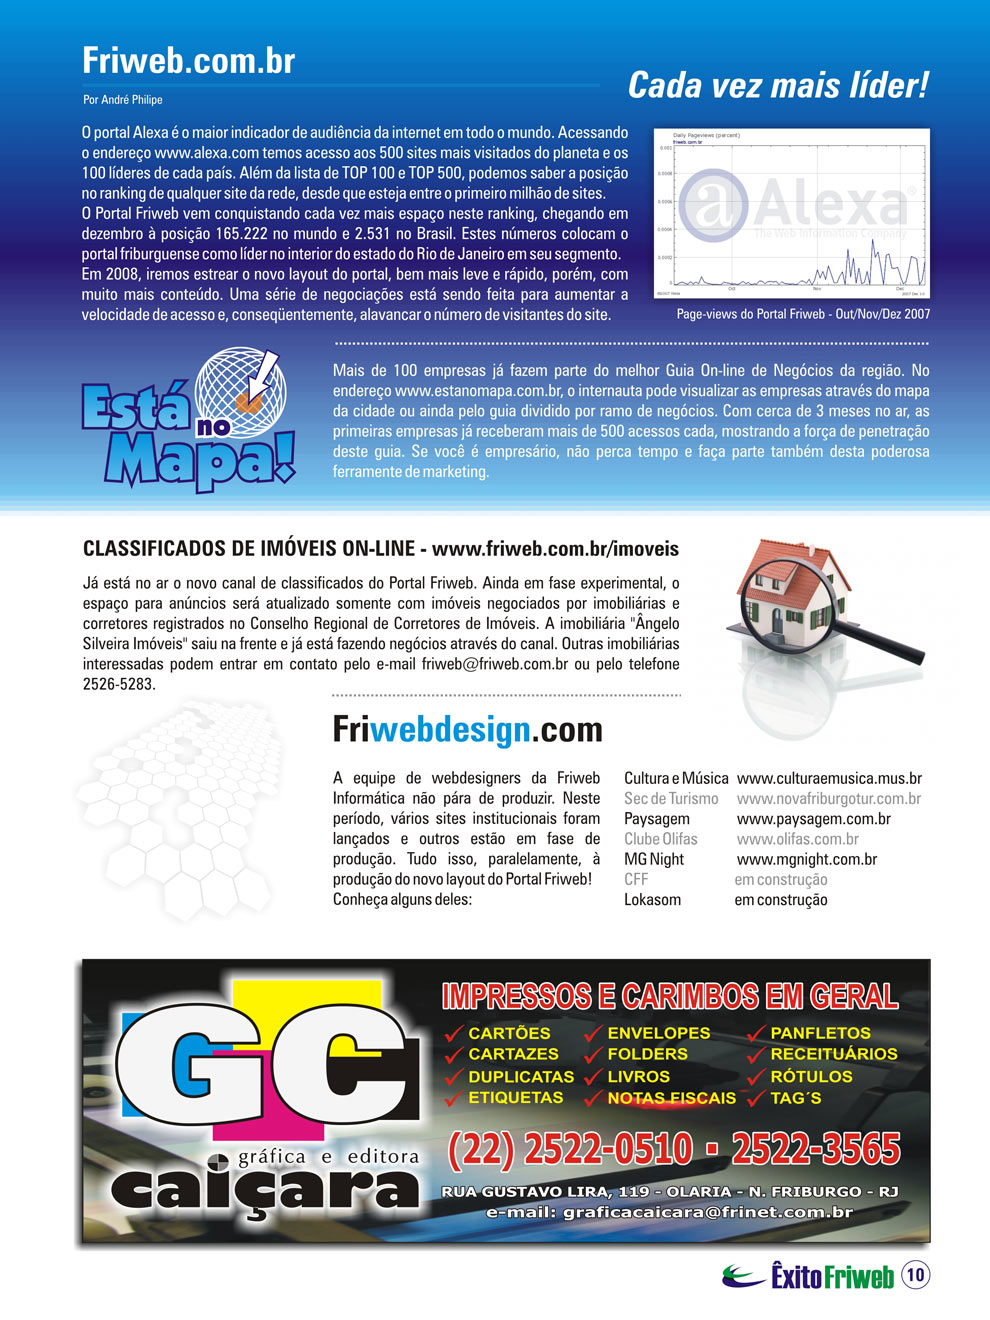 Friweb.com.br
Por André Philipe
Cada vez mais líder!
O portal Alexa é o maior indicador de audiência da internet em todo o mundo. Acessando
o endereço www.alexa.com temos acesso aos 500 sites mais visitados do planeta e os
100 líderes de cada país. Além da lista de TOP 100 e TOP 500, podemos saber a posição
no ranking de qualquer site da rede, desde que esteja entre o primeiro milhão de sites.
O Portal Friweb vem conquistando cada vez mais espaço neste ranking, chegando em
dezembro à posição 165.222 no mundo e 2.531 no Brasil. Estes números colocam o
portal friburguense como líder no interior do estado do Rio de Janeiro em seu segmento.
Em 2008, iremos estrear o novo layout do portal, bem mais leve e rápido, porém, com
muito mais conteúdo. Uma série de negociações está sendo feita para aumentar a
velocidade de acesso e, conseqüentemente, alavancar o número de visitantes do site.
Daily Pageviews (percent)
friweb.com.br
0.001
0.0008
0.0006
0.0004
0.0002
0
a Alexa®
The Web Information Company
Oct Nov Dec
Page-views do Portal Friweb - Out/Nov/Dez 2007
Está
no
Mapa!
Mais de 100 empresas já fazem parte do melhor Guia On-line de Negócios da região. No
endereço www.estanomapa.com.br, o internauta pode visualizar as empresas através do mapa
da cidade ou ainda pelo guia dividido por ramo de negócios. Com cerca de 3 meses no ar, as
primeiras empresas já receberam mais de 500 acessos cada, mostrando a força de penetração
deste guia. Se você é empresário, não perca tempo e faça parte também desta poderosa
ferramente de marketing.
CLASSIFICADOS DE IMÓVEIS ON-LINE - www.friweb.com.br/imoveis
Já está no ar o novo canal de classificados do Portal Friweb. Ainda em fase experimental, o
espaço para anúncios será atualizado somente com imóveis negociados por imobiliárias e
corretores registrados no Conselho Regional de Corretores de Imóveis. A imobiliária "Ângelo
Silveira Imóveis" saiu na frente e já está fazendo negócios através do canal. Outras imobiliárias
interessadas podem entrar em contato pelo e-mail friweb@friweb.com.br ou pelo telefone
2526-5283.
Friwebdesign.com
A equipe de webdesigners da Friweb
Informática não pára de produzir. Neste
período, vários sites institucionais foram
lançados e outros estão em fase de
produção. Tudo isso, paralelamente, à
produção do novo layout do Portal Friweb!
Conheça alguns deles:
Cultura e Música www.culturaemusica.mus.br
Sec de Turismo www.novafriburgotur.com.br
Paysagem www.paysagem.com.br
Clube Olifas www.olifas.com.br
MG Night www.mgnight.com.br
CFF em construção
Lokasom em construção
GC
gráfica e editora
caiçara
IMPRESSOS E CARIMBOS EM GERAL
CARTÕES ENVELOPES PANFLETOS
CARTAZES FOLDERS RECEITUÁRIOS
DUPLICATAS LIVROS RÓTULOS
ETIQUETAS NOTAS FISCAIS TAG´S
(22) 2522-0510 ▪ 2522-3565
RUA GUSTAVO LIRA, 119 - OLARIA - N. FRIBURGO - RJ
e-mail: graficacaicara@frinet.com.br
ÊxitoFriweb 10